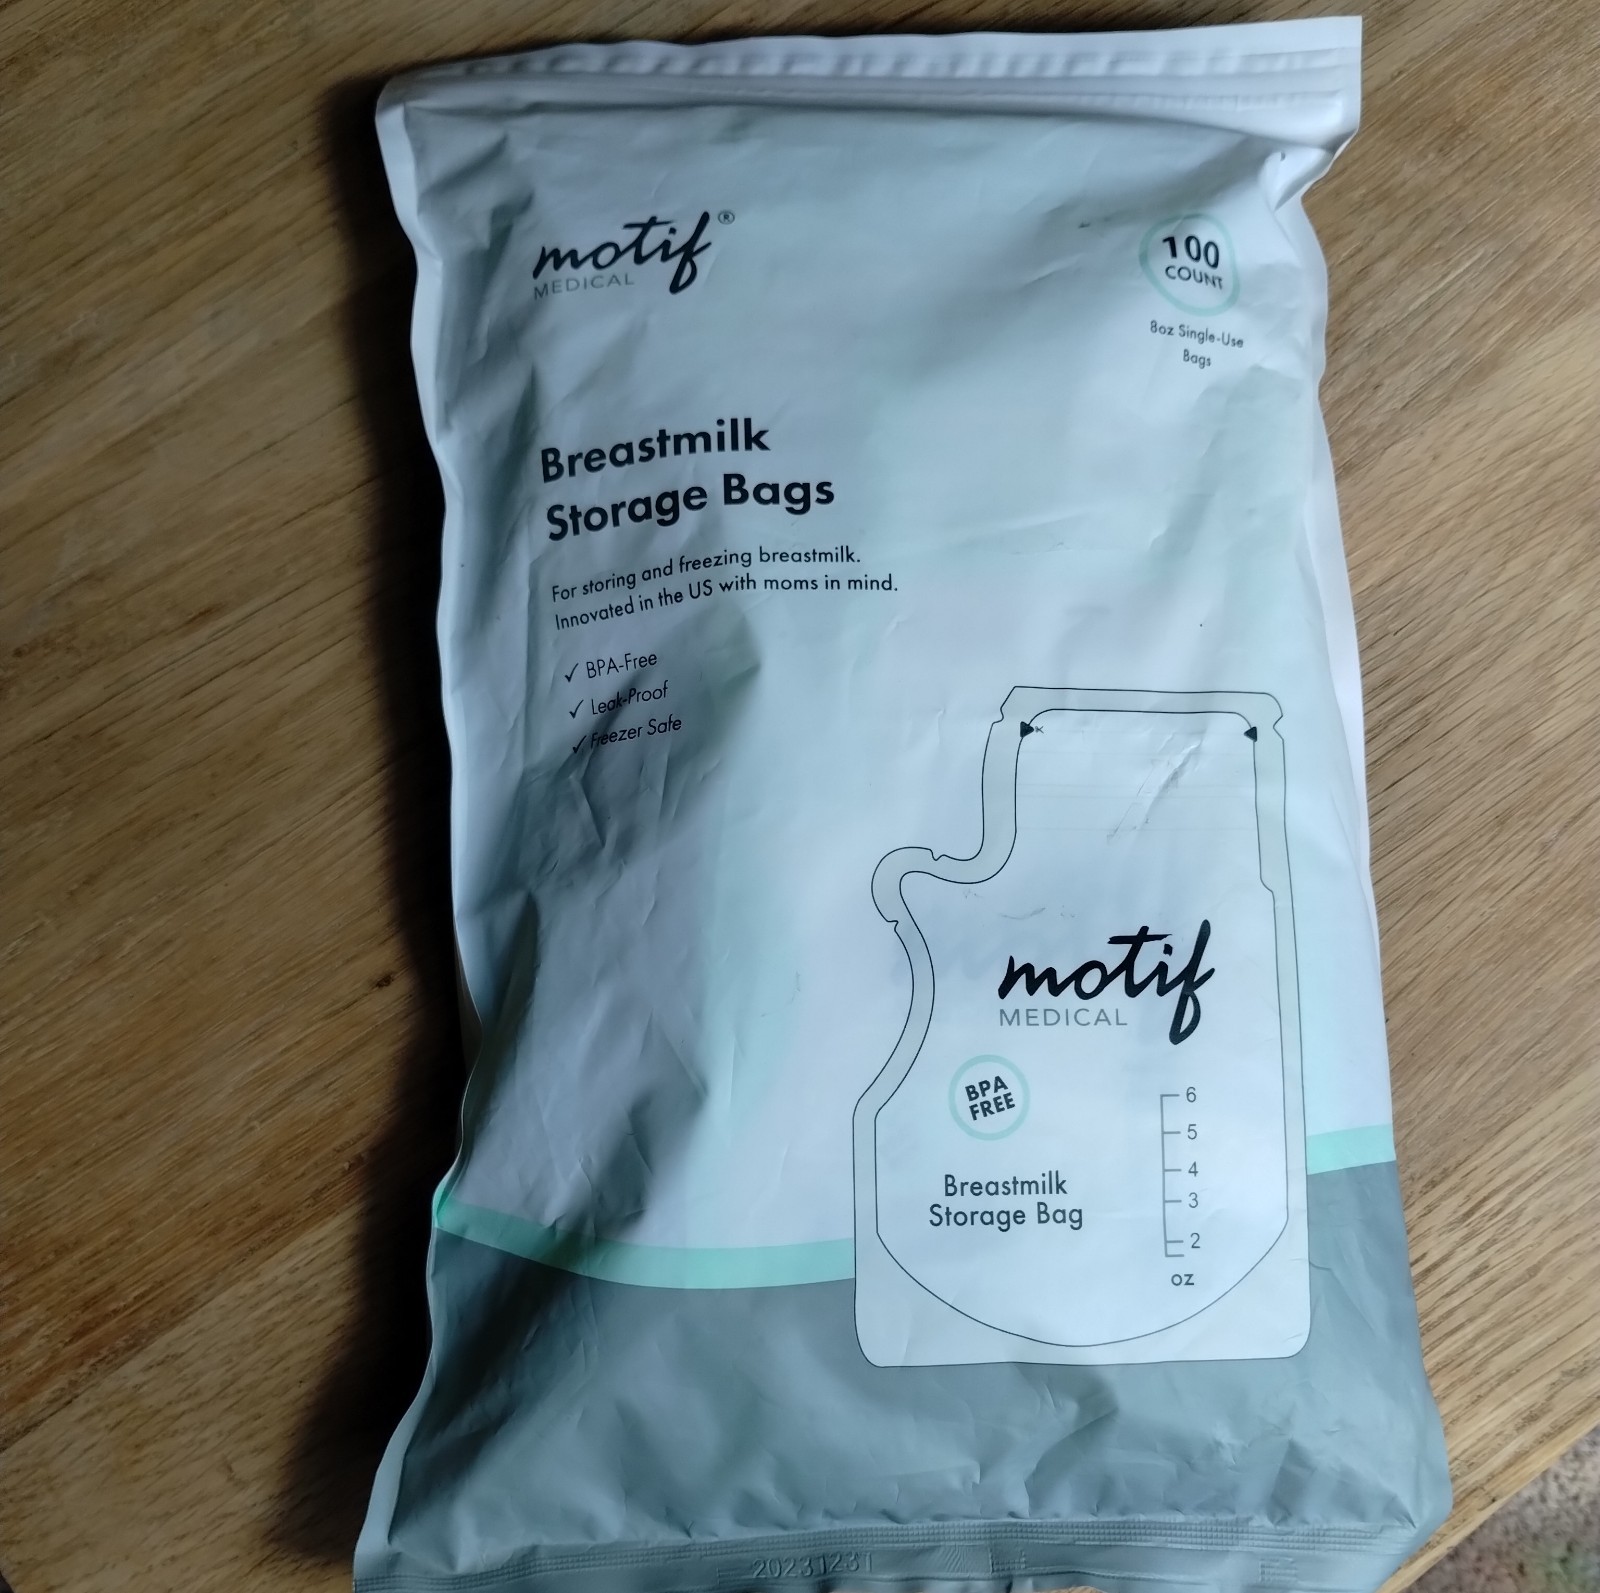 motif®
MEDICAL
100
COUNT
8oz Single-Use
Bags
Breastmilk
Storage Bags
For storing and freezing breastmilk.
Innovated in the US with moms in mind.
✓ BPA-Free
✓ Leak-Proof
✓ Freezer Safe
motif
MEDICAL
BPA
FREE
Breastmilk
Storage Bag
6
5
4
3
2
oz
20231231